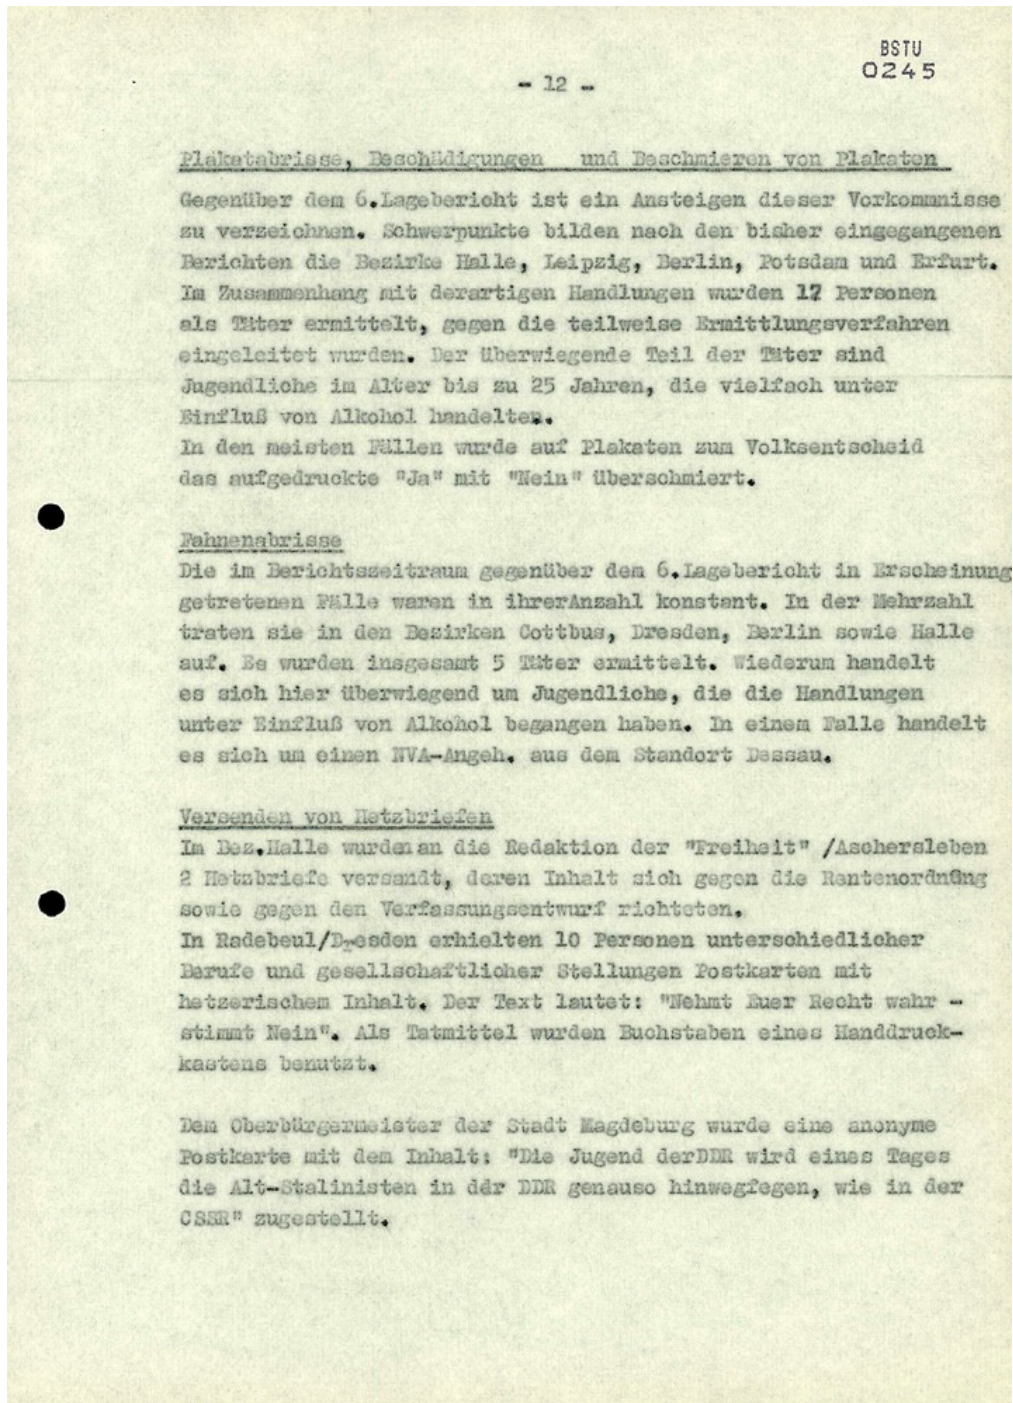 BSTU
0245
- 12 -
Plakatabrisse, Beschädigungen und Beschmieren von Plakaten
Gegenüber dem 6.Lagebericht ist ein Ansteigen dieser Vorkommnisse
zu verzeichnen. Schwerpunkte bilden nach den bisher eingegangenen
Berichten die Bezirke Halle, Leipzig, Berlin, Potsdam und Erfurt.
Im Zusammenhang mit derartigen Handlungen wurden 17 Personen
als Täter ermittelt, gegen die teilweise Ermittlungsverfahren
eingeleitet wurden. Der überwiegende Teil der Täter sind
Jugendliche im Alter bis zu 25 Jahren, die vielfach unter
Einfluß von Alkohol handelten.
In den meisten Fällen wurde auf Plakaten zum Volksentscheid
das aufgedruckte "Ja" mit "Nein" überschmiert.
Fahnenabrisse
Die im Berichtszeitraum gegenüber dem 6.Lagebericht in Erscheinung
getretenen Fälle waren in ihrerAnzahl konstant. In der Mehrzahl
traten sie in den Bezirken Cottbus, Dresden, Berlin sowie Halle
auf. Es wurden insgesamt 5 Täter ermittelt. Wiederum handelt
es sich hier überwiegend um Jugendliche, die die Handlungen
unter Einfluß von Alkohol begangen haben. In einem Falle handelt
es sich um einen NVA-Angeh. aus dem Standort Dessau.
Versenden von Hetzbriefen
Im Bez.Halle wurden an die Redaktion der "Freiheit" /Aschersleben
2 Hetzbriefe versandt, deren Inhalt sich gegen die Rentenordnung
sowie gegen den Verfassungsentwurf richteten.
In Radebeul/Dresden erhielten 10 Personen unterschiedlicher
Berufe und gesellschaftlicher Stellungen Postkarten mit
hetzerischem Inhalt. Der Text lautet: "Nehmt Euer Recht wahr -
stimmt Nein". Als Tatmittel wurden Buchstaben eines Handdruck-
kastens benutzt.
Dem Oberbürgermeister der Stadt Magdeburg wurde eine anonyme
Postkarte mit dem Inhalt: "Die Jugend derDDR wird eines Tages
die Alt-Stalinisten in der DDR genauso hinwegfegen, wie in der
CSSR" zugestellt.